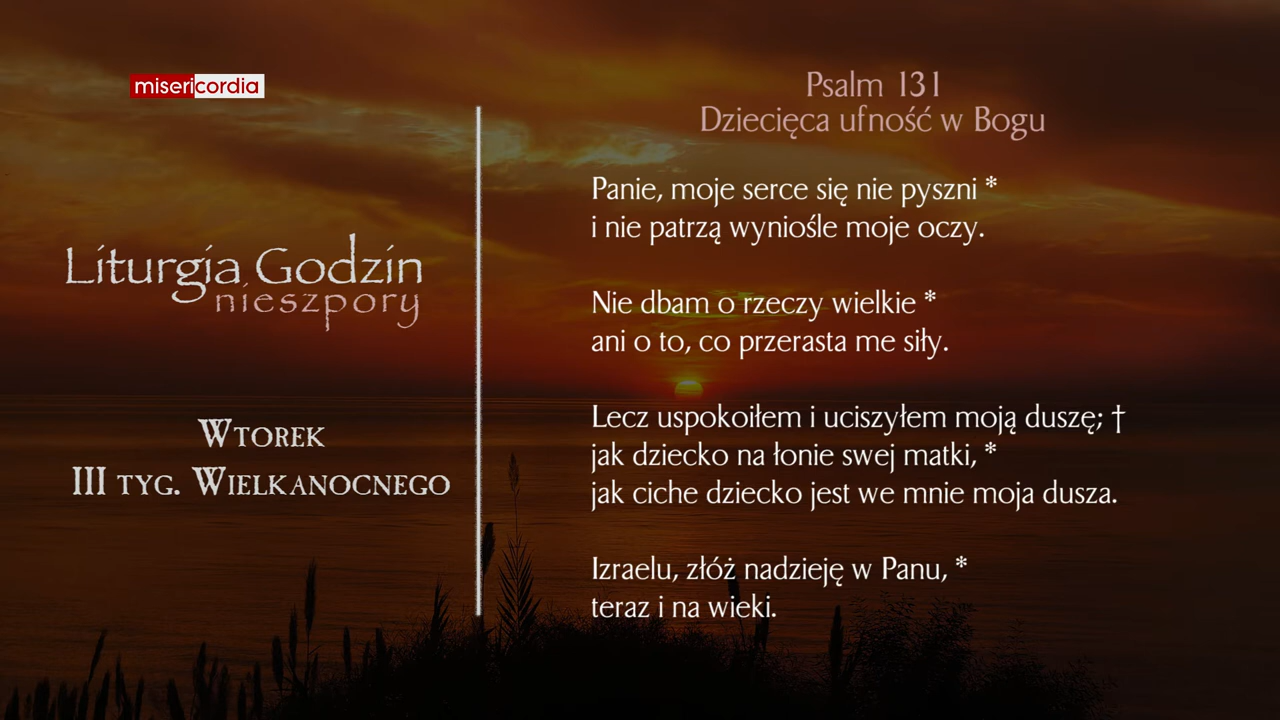 misericordia
Liturgia Godzin
nieszpory
Wtorek
III tyg. Wielkanocnego
Psalm 131
Dziecięca ufność w Bogu
Panie, moje serce się nie pyszni *
i nie patrzą wyniośle moje oczy.
Nie dbam o rzeczy wielkie *
ani o to, co przerasta me siły.
Lecz uspokoiłem i uciszyłem moją duszę; †
jak dziecko na łonie swej matki, *
jak ciche dziecko jest we mnie moja dusza.
Izraelu, złóż nadzieję w Panu, *
teraz i na wieki.